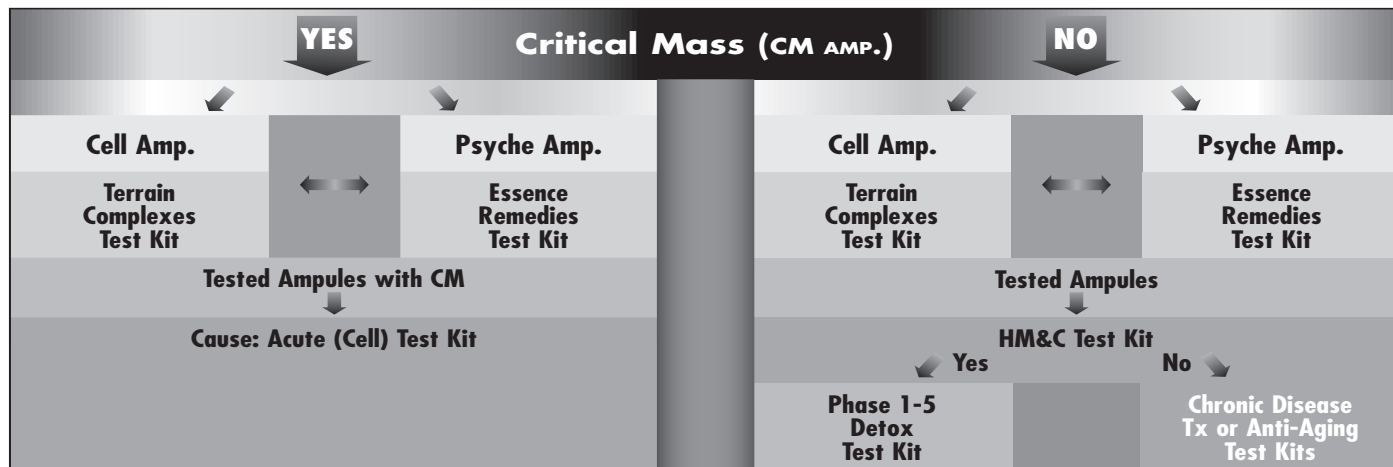 YES
Critical Mass (CM AMP.)
NO
Cell Amp.
Psyche Amp.
Terrain
Complexes
Test Kit
Essence
Remedies
Test Kit
Tested Ampules with CM
Cause: Acute (Cell) Test Kit
Cell Amp.
Psyche Amp.
Terrain
Complexes
Test Kit
Essence
Remedies
Test Kit
Tested Ampules
HM&C Test Kit
Yes
No
Phase 1-5
Detox
Test Kit
Chronic Disease
Tx or Anti-Aging
Test Kits